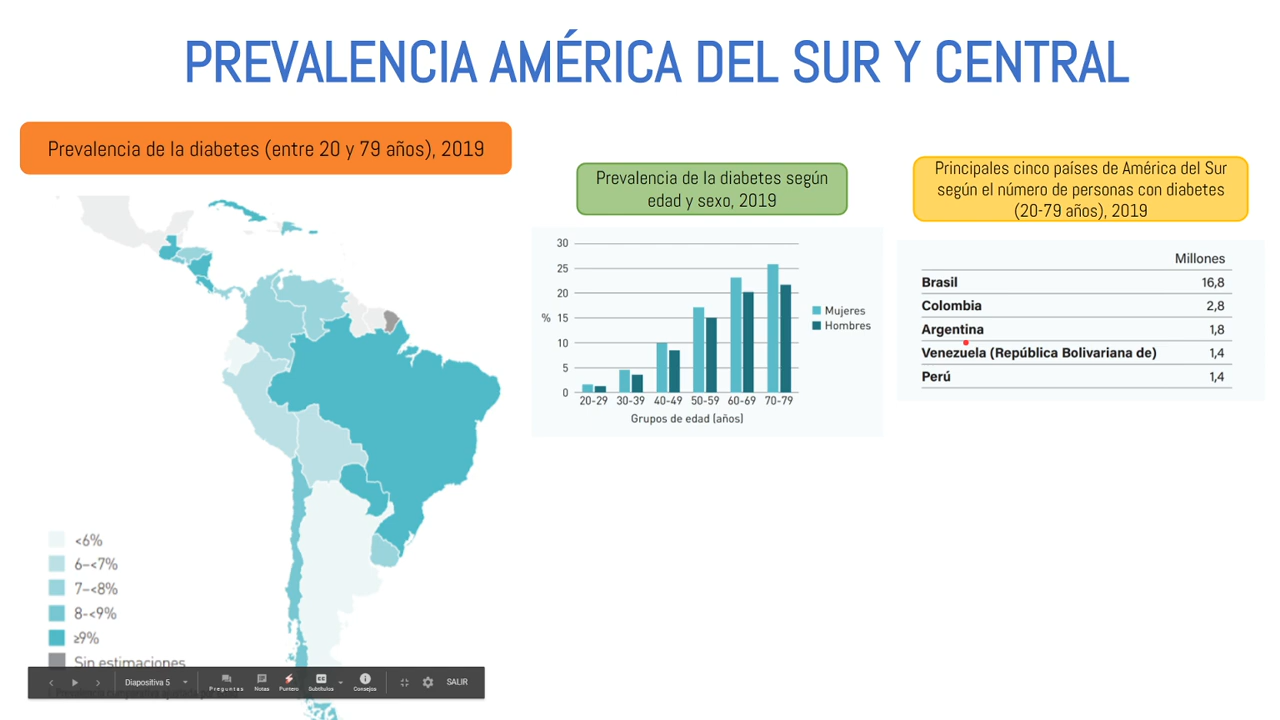 PREVALENCIA AMÉRICA DEL SUR Y CENTRAL
Prevalencia de la diabetes (entre 20 y 79 años), 2019
<6%
6–<7%
7–<8%
8-<9%
≥9%
Sin estimaciones
Prevalencia de la diabetes según
edad y sexo, 2019
30
25
20
% 15
10
5
0
20-29 30-39 40-49 50-59 60-69 70-79
Grupos de edad (años)
Mujeres
Hombres
Principales cinco países de América del Sur
según el número de personas con diabetes
(20-79 años), 2019
Millones
Brasil 16,8
Colombia 2,8
Argentina 1,8
Venezuela (República Bolivariana de) 1,4
Perú 1,4
Diapositiva 5
Preguntas
Notas
Puntero
Subtítulos
Consejos
SALIR